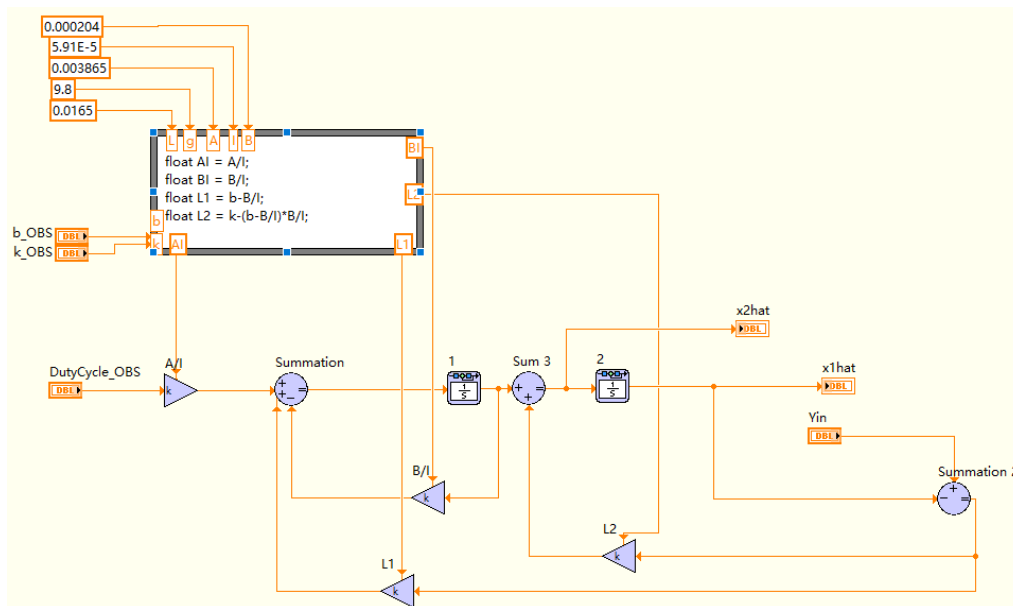 0.000204
5.91E-5
0.003865
9.8
0.0165
L g A I B
BI
float AI = A/I;
float BI = B/I;
float L1 = b-B/I;
float L2 = k-(b-B/I)*B/I;
L2
b
k
AI
L1
b_OBS
DBL
k_OBS
DBL
x2hat
DBL
A/I
Summation
1
Sum 3
2
x1hat
DutyCycle_OBS
DBL
k
+
+
−
=
1
S
+
+
=
1
S
DBL
Yin
DBL
B/I
k
Summation 2
+
−
=
L2
k
L1
k